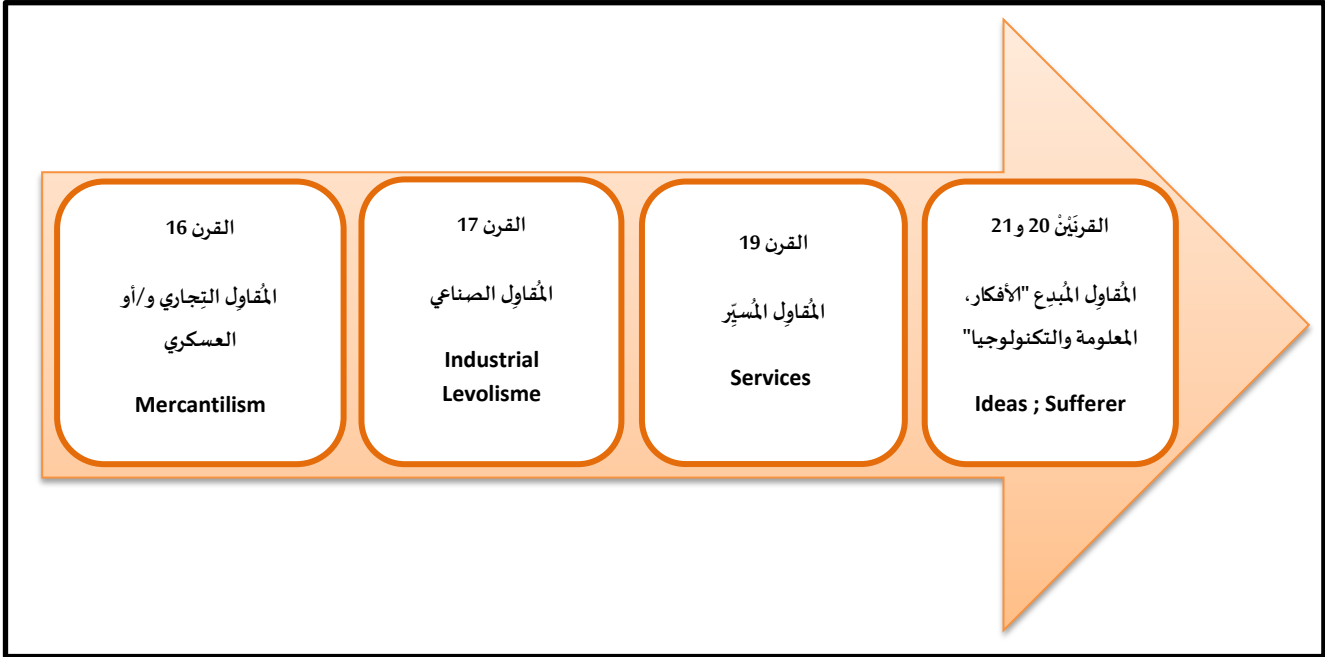 القرن 16
المُقاوِل التِجاري و/أو
العسكري
Mercantilism
القرن 17
المُقاوِل الصناعي
Industrial
Levolisme
القرن 19
المُقاوِل المُسيِّر
Services
القرنَيْنْ 20 و21
المُقاوِل المُبدِع "الأفكار،
المعلومة والتكنولوجيا"
Ideas ; Sufferer